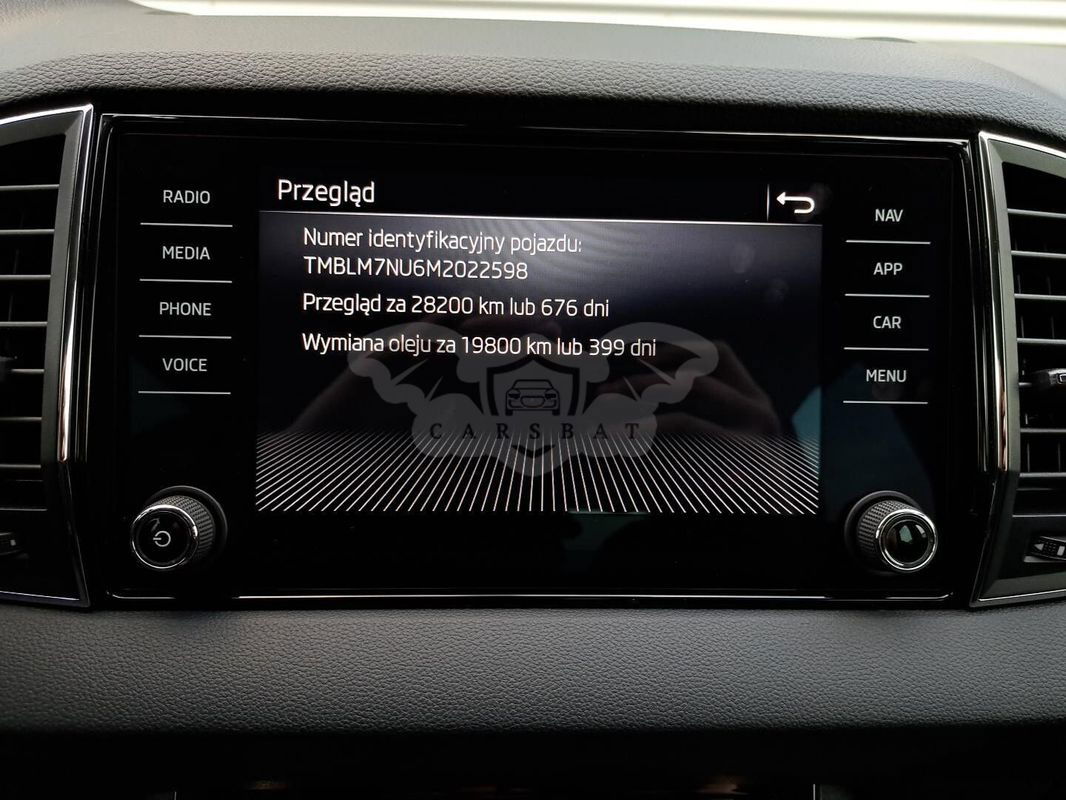 RADIO
MEDIA
PHONE
VOICE
Przegląd
Numer identyfikacyjny pojazdu:
TMBLM7NU6M2022598
Przegląd za 28200 km lub 676 dni
Wymiana oleju za 19800 km lub 399 dni
CARSBAT
NAV
APP
CAR
MENU